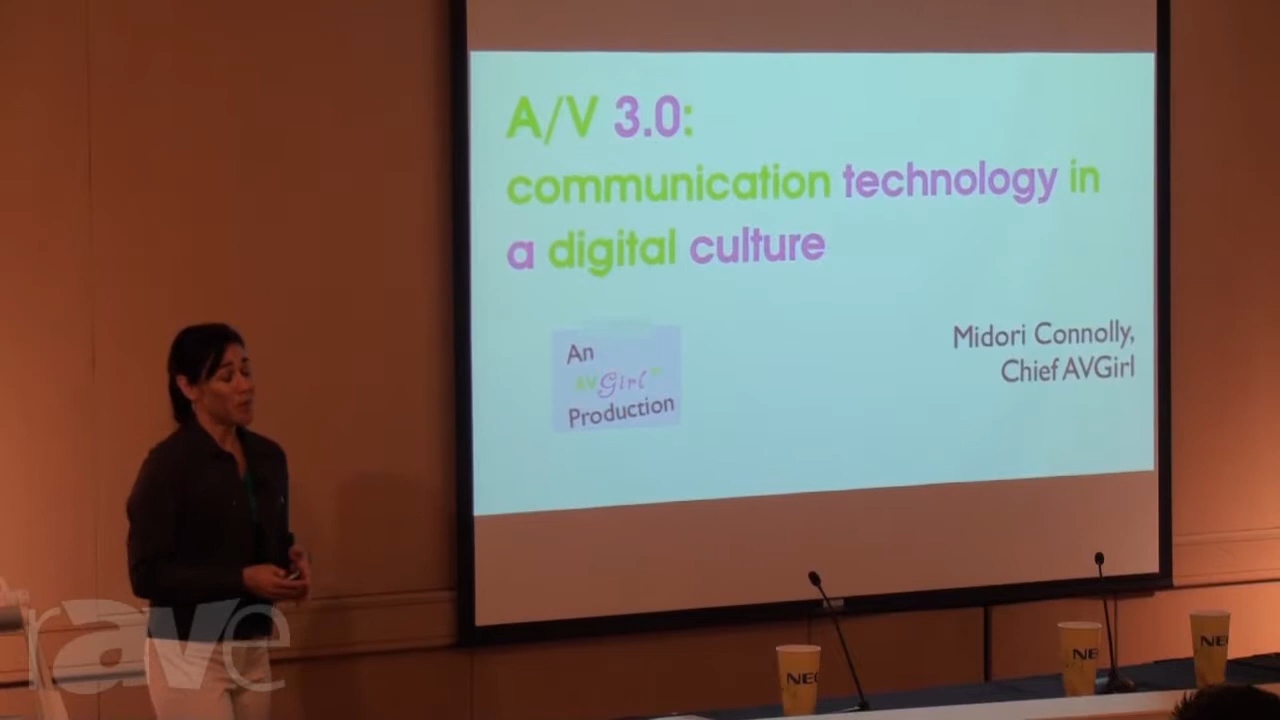 A/V 3.0:
communication technology in
a digital culture
Midori Connolly,
Chief AVGirl
An
AVGirl
Production
rave
NEC
NEC
NEC